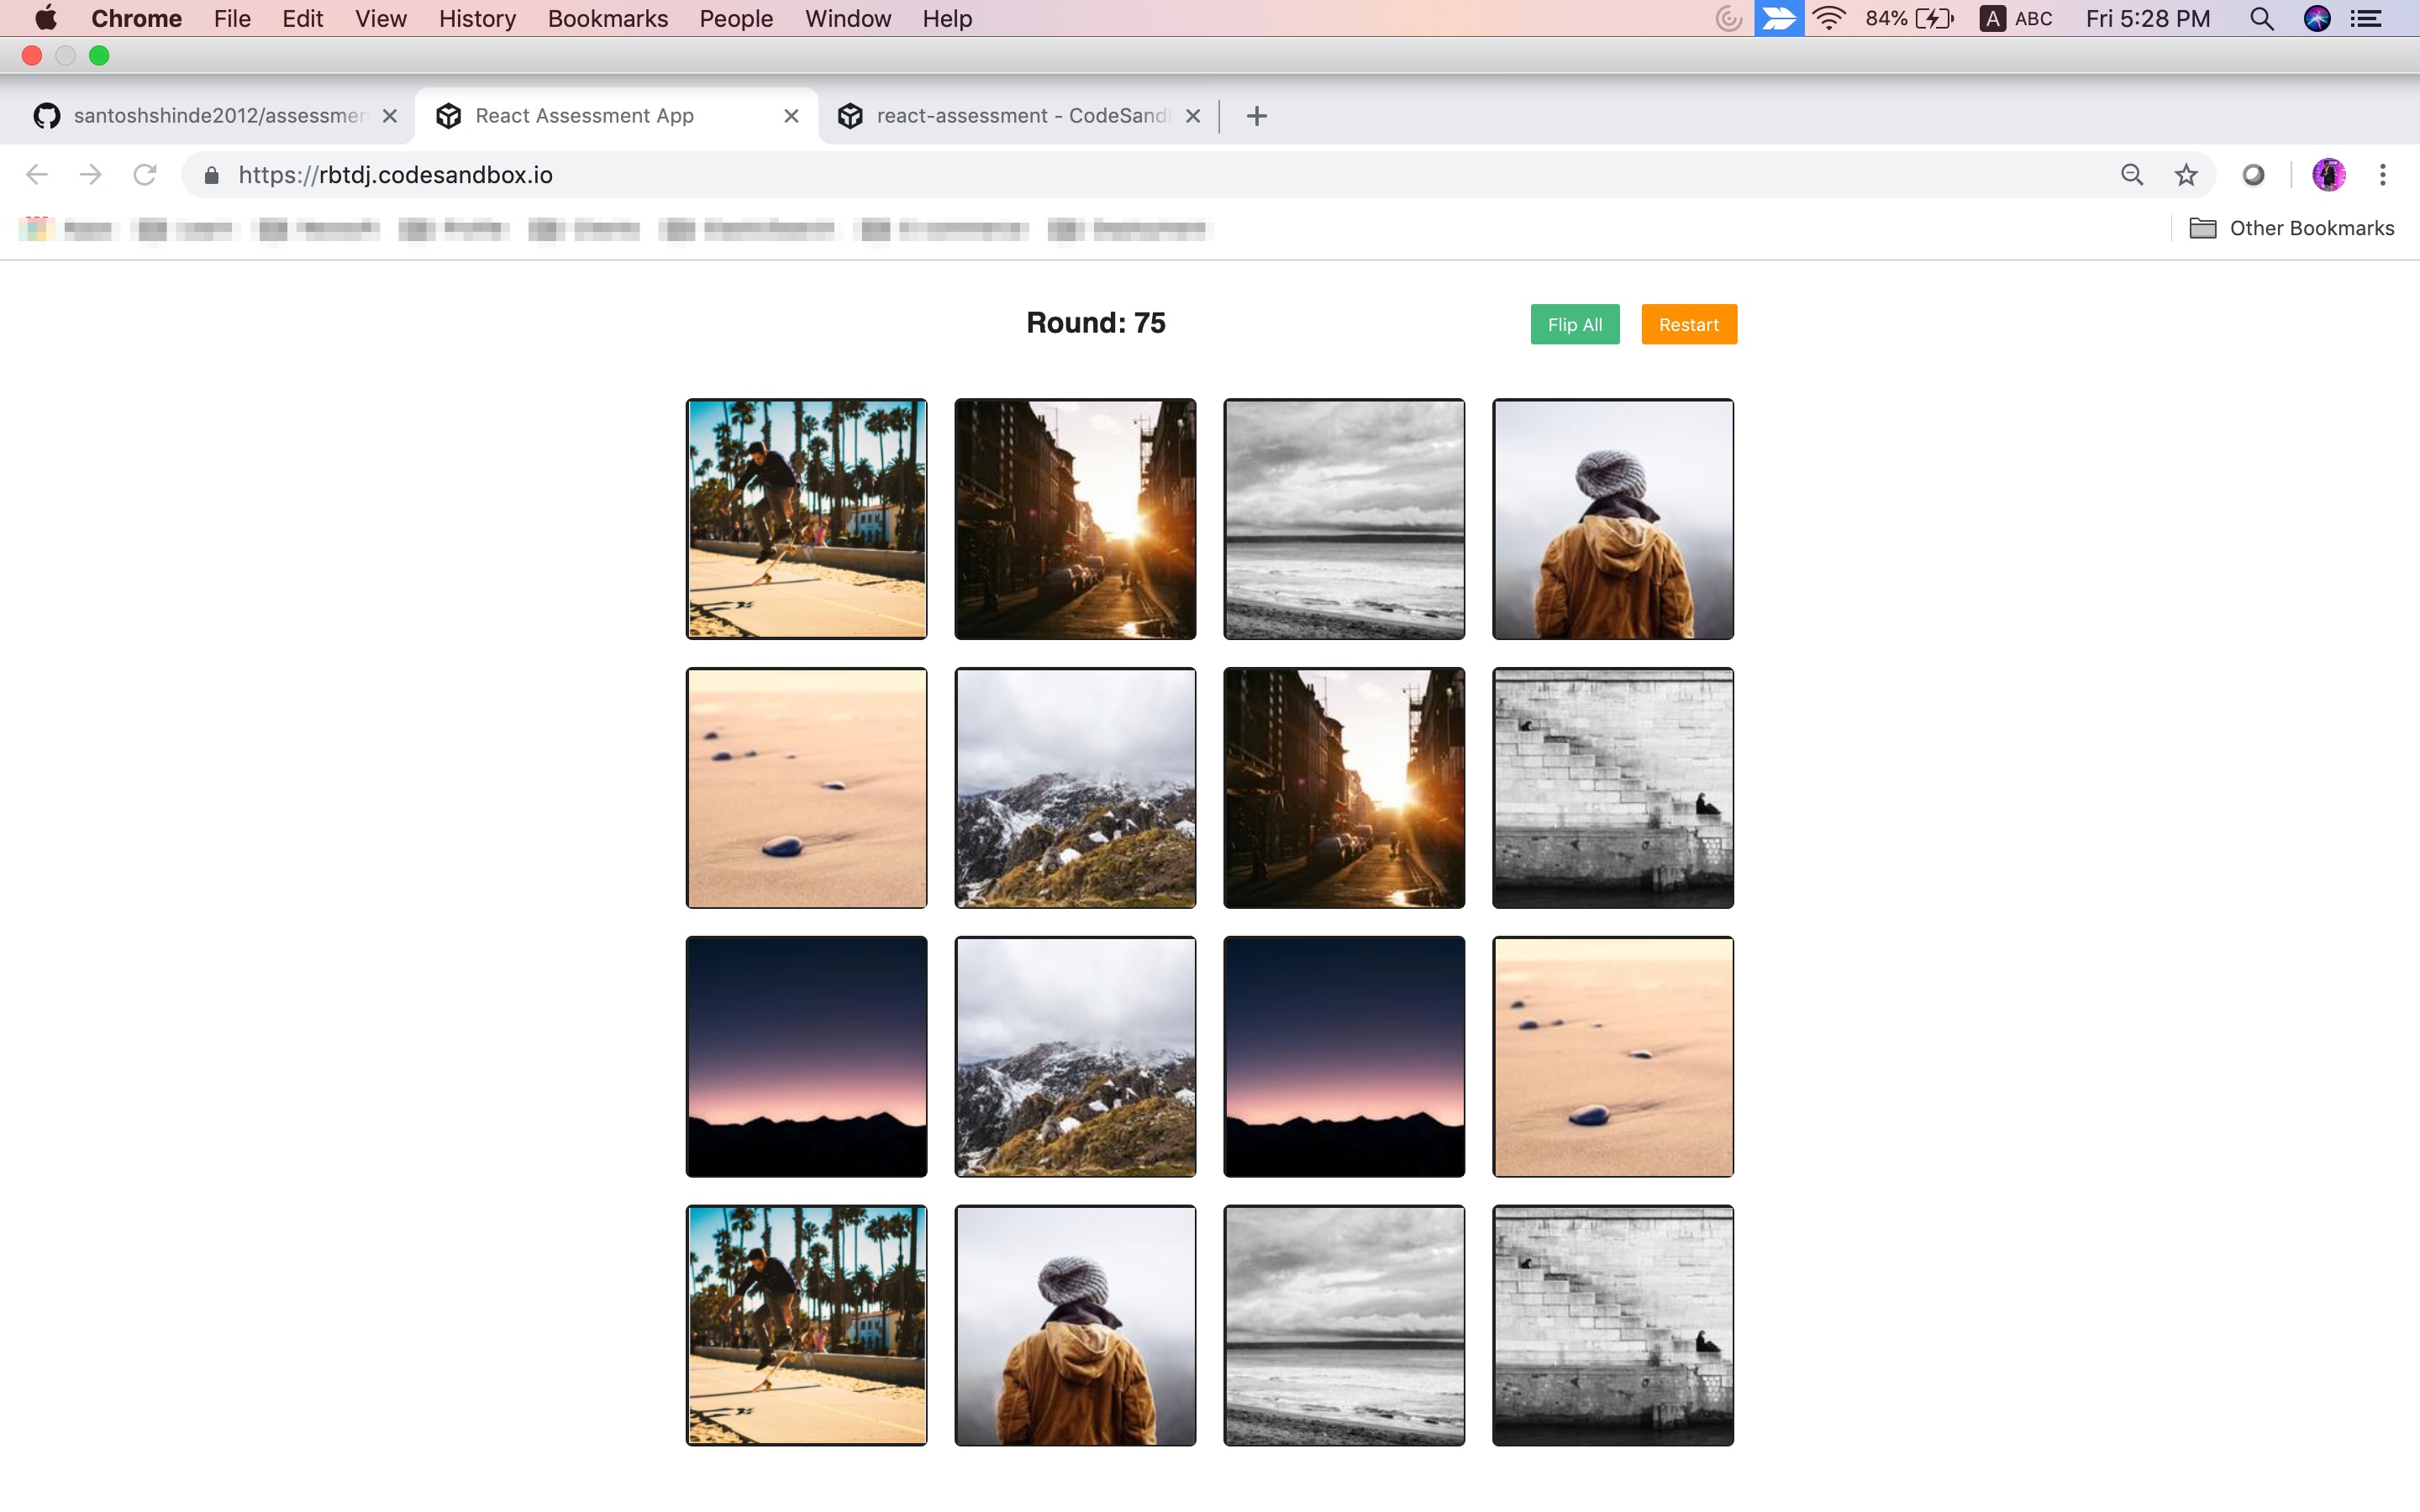 Chrome File Edit View History Bookmarks People Window Help 84% A ABC Fri 5:28 PM
santoshshinde2012/assessmen React Assessment App react-assessment - CodeSand
https://rbtdj.codesandbox.io
Other Bookmarks
Round: 75 Flip All Restart